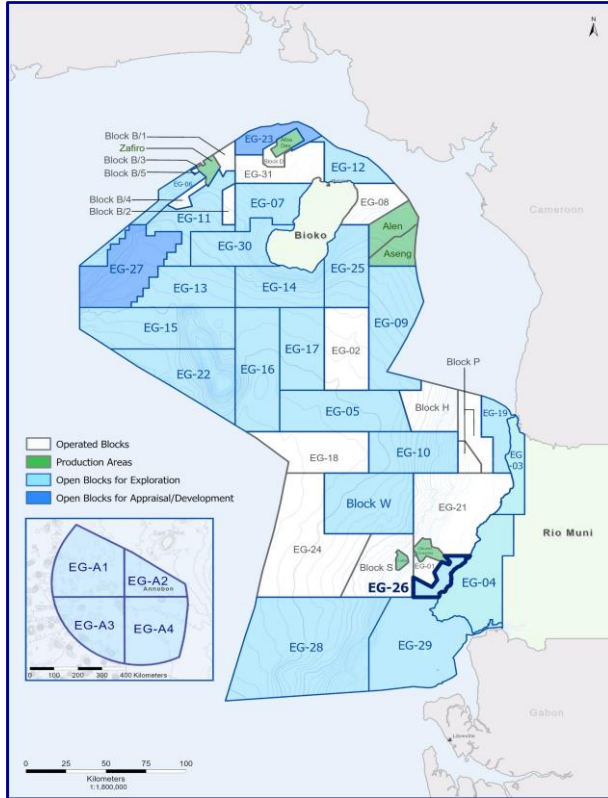 N
Block B/1
Zafiro
Block B/3
Block B/5
Block B/4
Block B/2
EG-23
Block D
EG-31
EG-12
EG-06
EG-11
EG-07
EG-08
Cameroon
Bioko
Alen
Aseng
EG-30
EG-27
EG-25
EG-13
EG-14
EG-15
EG-09
EG-17
EG-02
EG-22
EG-16
Block P
EG-05
Block H
EG-19
EG-18
EG-10
EG-03
Operated Blocks
Production Areas
Open Blocks for Exploration
Open Blocks for Appraisal/Development
Block W
EG-21
Rio Muni
EG-24
Block S
EG-01
EG-26
EG-04
EG-A1
EG-A2
Annobon
EG-A3
EG-A4
0 100 200 300 400 Kilometers
EG-28
EG-29
Gabon
Libreville
0 25 50 75 100
Kilometers
1:1,800,000